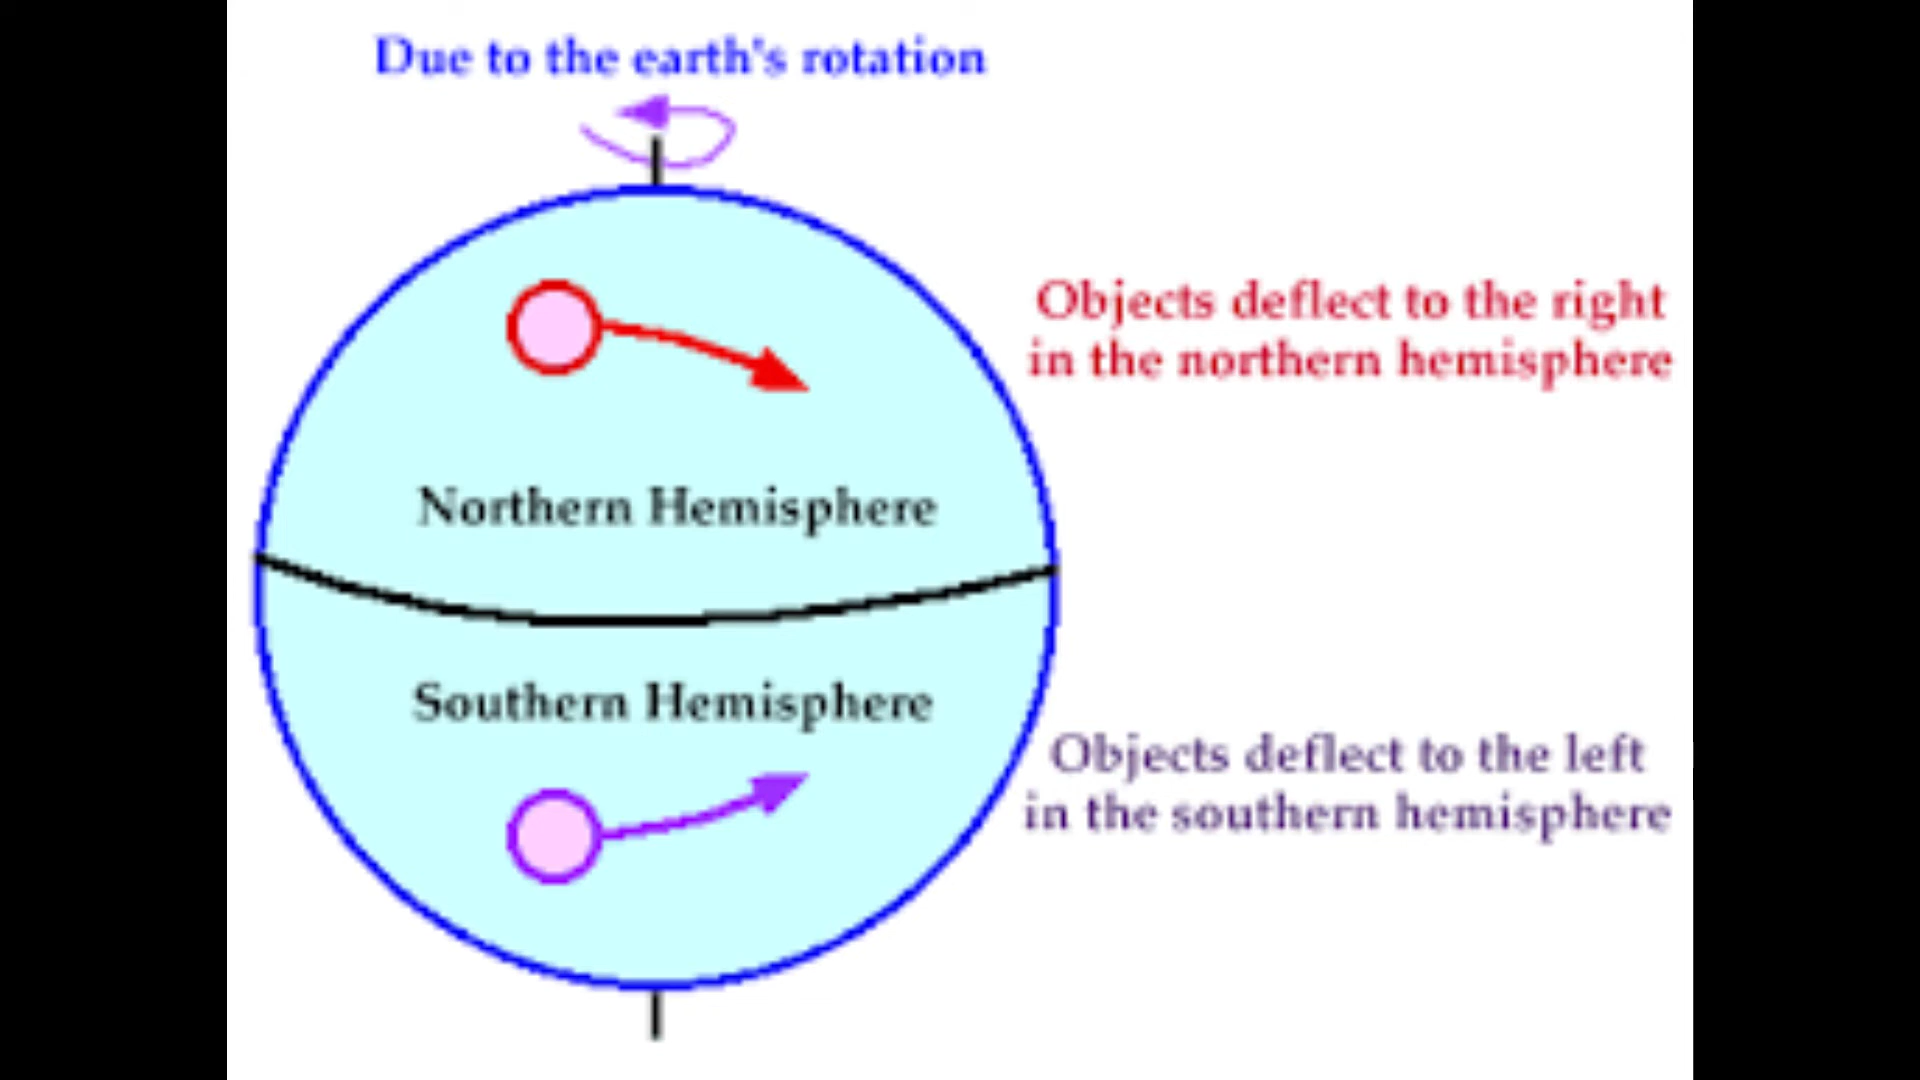 Due to the earth's rotation
Objects deflect to the right
in the northern hemisphere
Northern Hemisphere
Southern Hemisphere
Objects deflect to the left
in the southern hemisphere